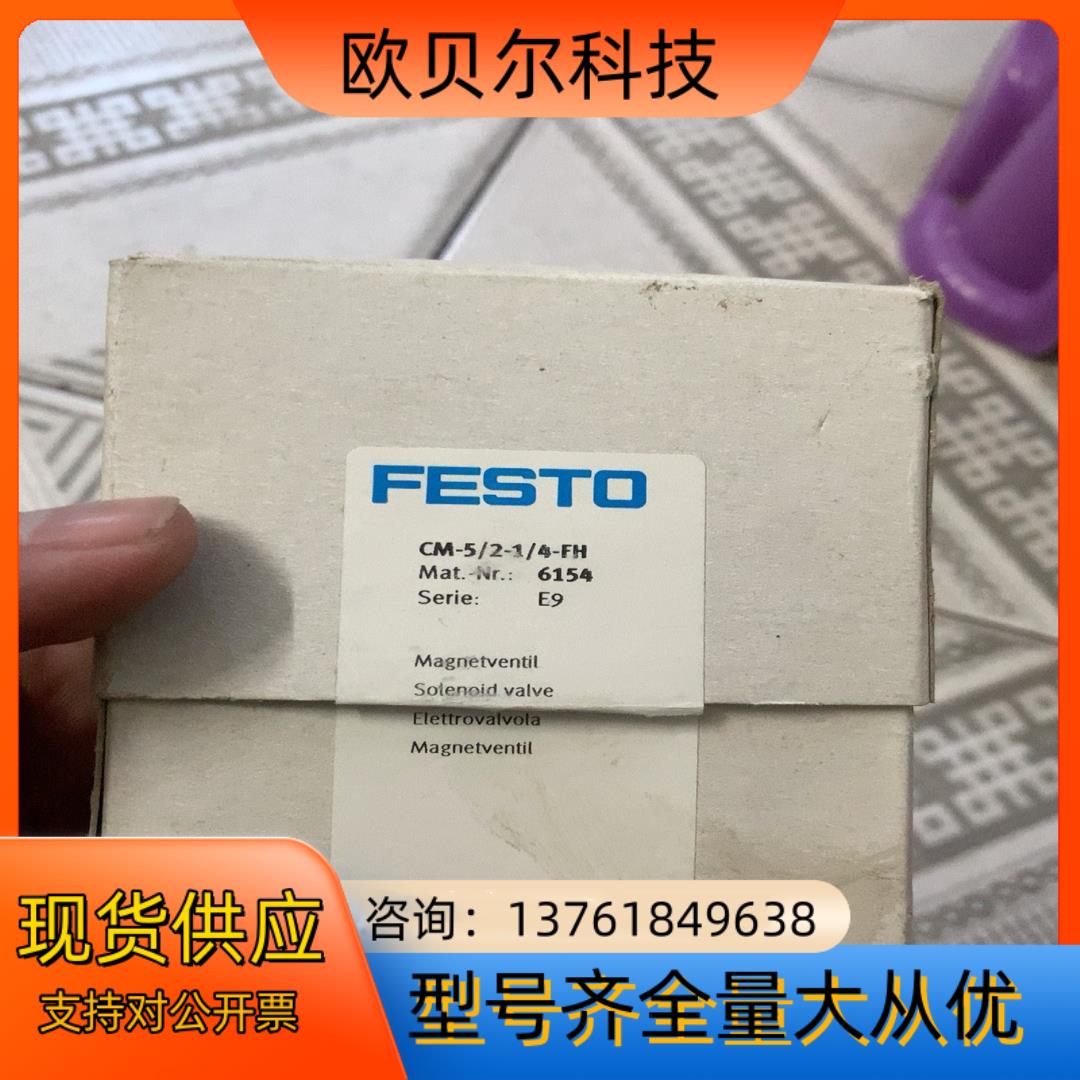 欧贝尔科技
FESTO
CM-5/2-1/4-FH
Mat.-Nr.: 6154
Serie: E9
Magnetventil
Solenoid valve
Elettrovalvola
Magnetventil
现货供应
咨询：13761849638
支持对公开票
型号齐全量大从优